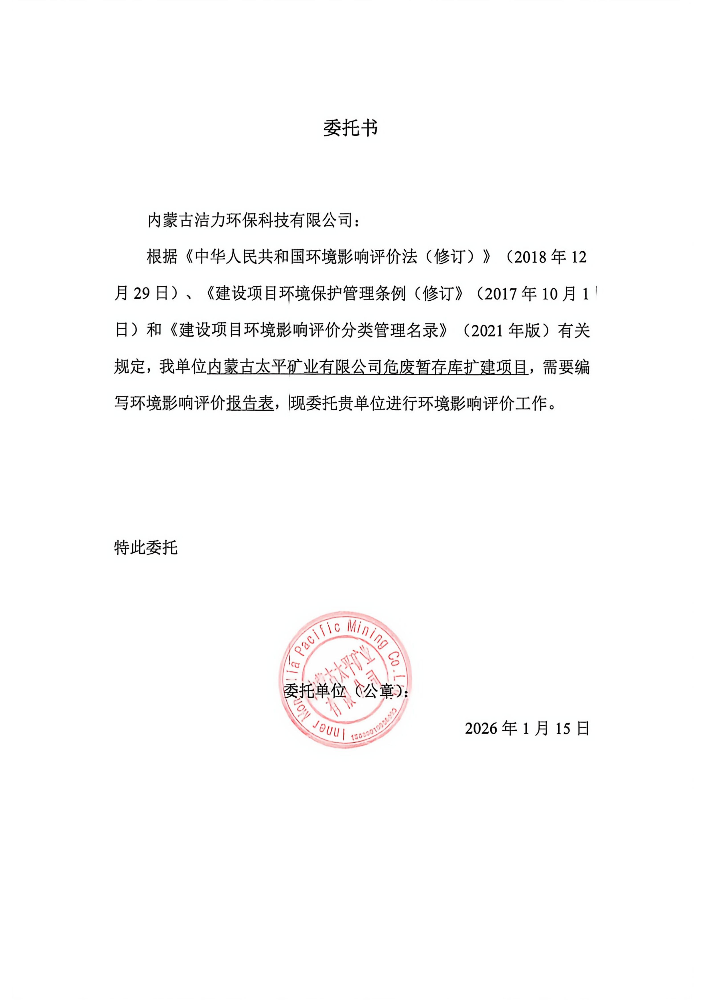 委托书
内蒙古洁力环保科技有限公司：
根据《中华人民共和国环境影响评价法（修订）》（2018 年 12
月 29 日）、《建设项目环境保护管理条例（修订》（2017 年 10 月 1
日）和《建设项目环境影响评价分类管理名录》（2021 年版）有关
规定，我单位内蒙古太平矿业有限公司危废暂存库扩建项目，需要编
写环境影响评价报告表，现委托贵单位进行环境影响评价工作。
特此委托
Inner Pacific Mining Co.
古太平矿业
有限公司
委托单位（公章）：
2026 年 1 月 15 日